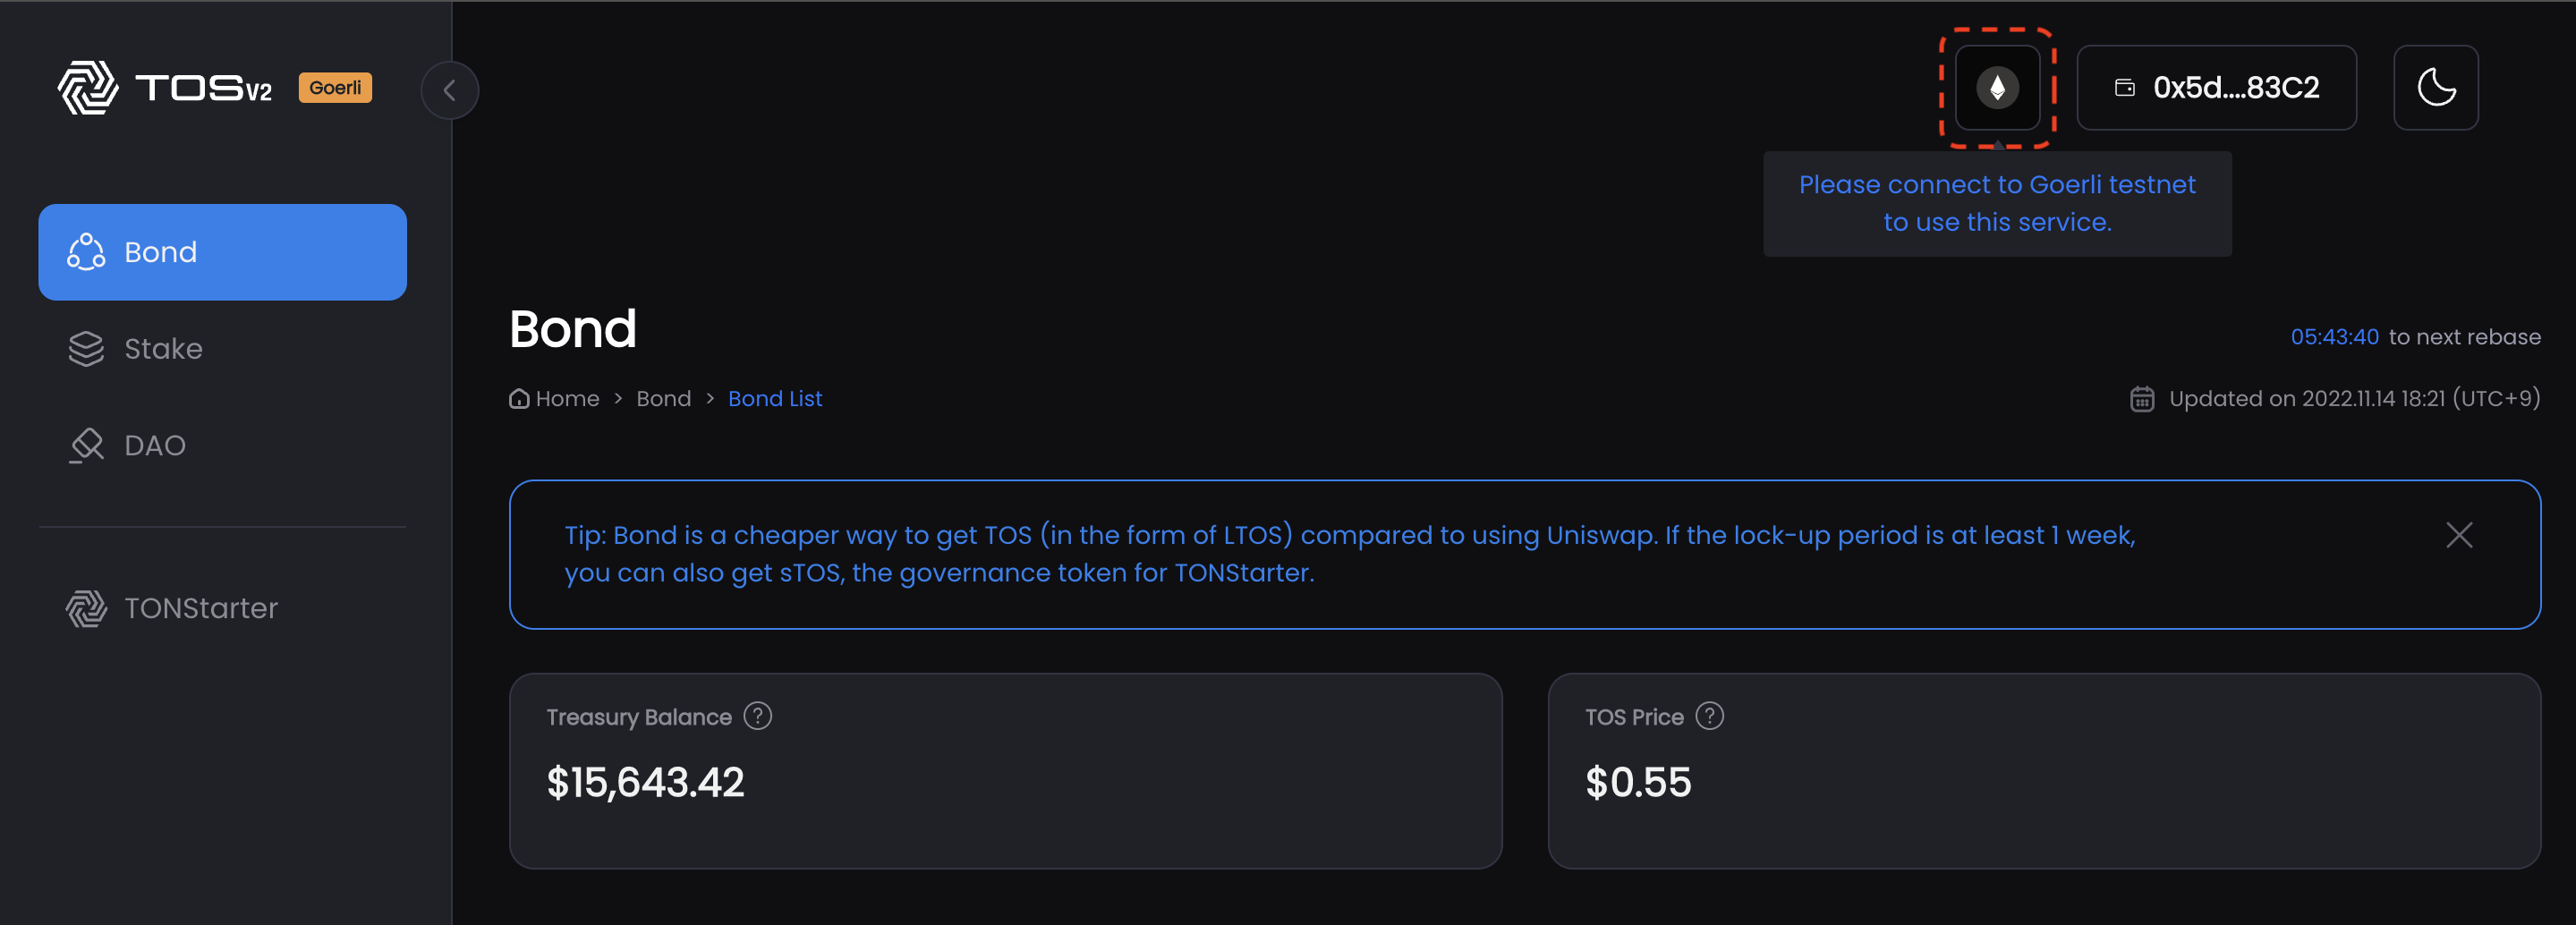 TOSV2 Goerli
0x5d....83C2
Please connect to Goerli testnet
to use this service.
Bond
Stake
DAO
TONStarter
Bond
05:43:40 to next rebase
Home > Bond > Bond List
Updated on 2022.11.14 18:21 (UTC+9)
Tip: Bond is a cheaper way to get TOS (in the form of LTOS) compared to using Uniswap. If the lock-up period is at least 1 week,
you can also get sTOS, the governance token for TONStarter.
Treasury Balance ?
$15,643.42
TOS Price ?
$0.55